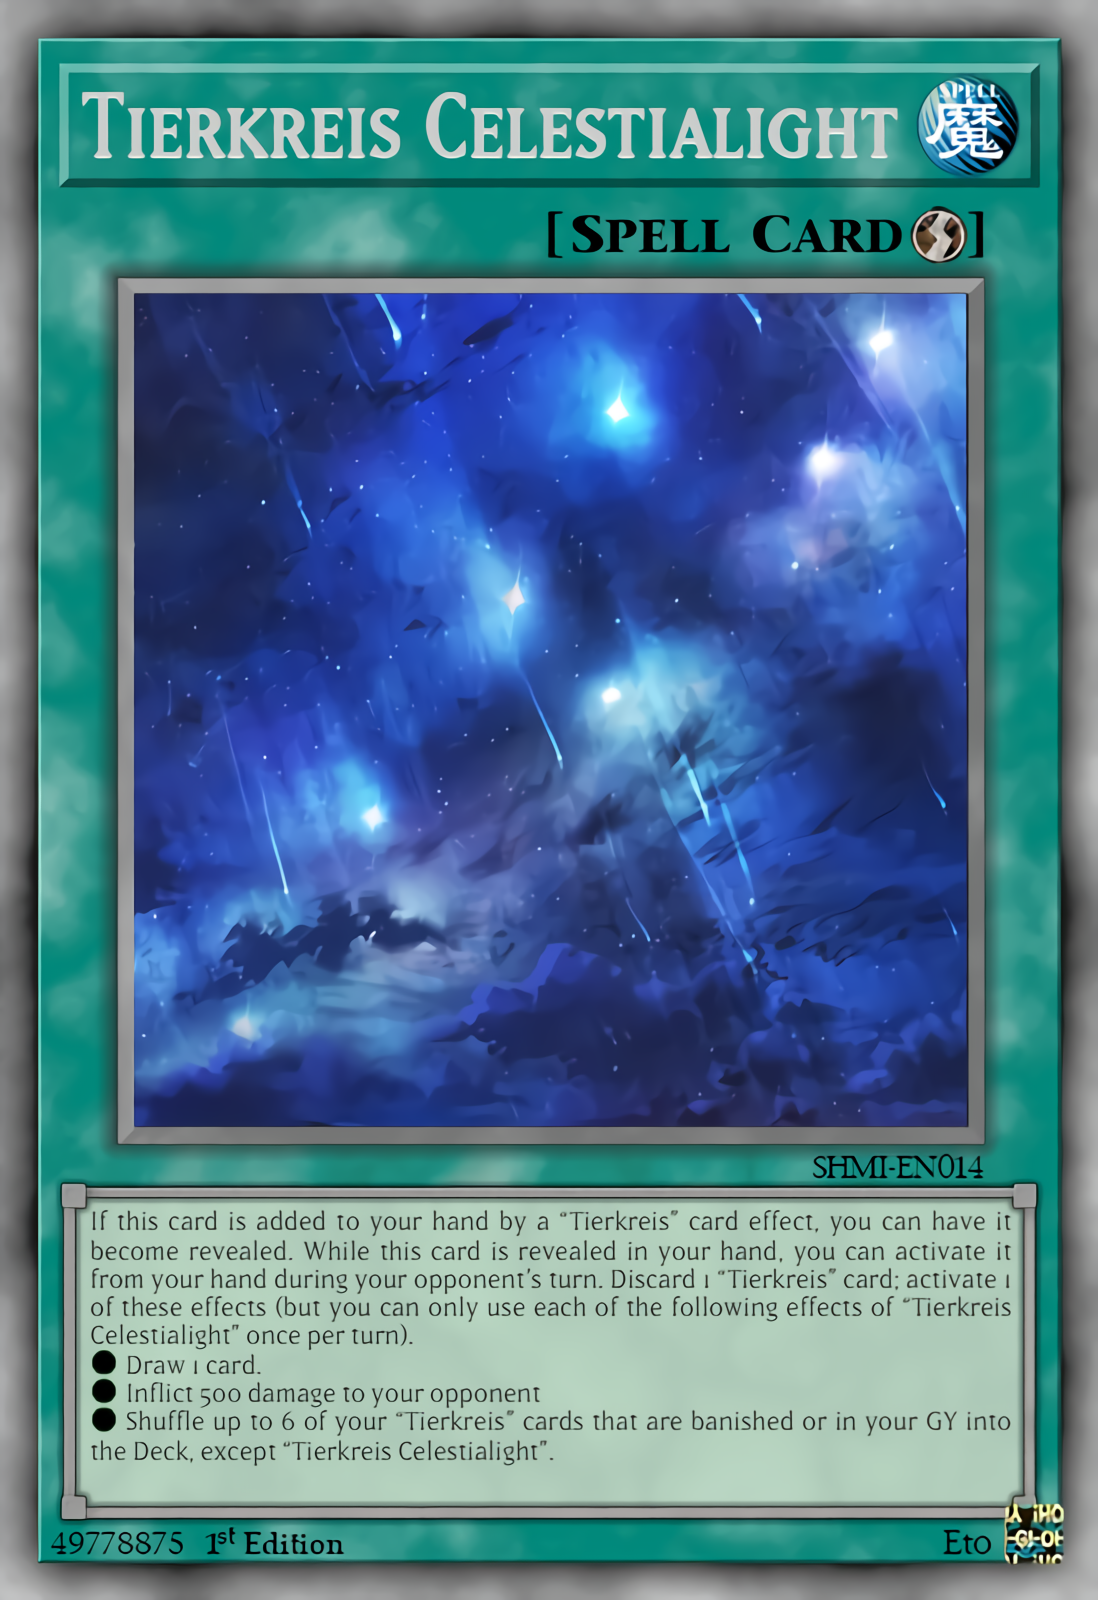 TIERKREIS CELESTIALIGHT
SPELL
魔
[SPELL CARD]
SHMI-EN014
If this card is added to your hand by a “Tierkreis” card effect, you can have it
become revealed. While this card is revealed in your hand, you can activate it
from your hand during your opponent's turn. Discard 1 “Tierkreis” card; activate 1
of these effects (but you can only use each of the following effects of “Tierkreis
Celestialight” once per turn).
● Draw 1 card.
● Inflict 500 damage to your opponent
● Shuffle up to 6 of your “Tierkreis” cards that are banished or in your GY into
the Deck, except “Tierkreis Celestialight”.
49778875 1st Edition
Eto